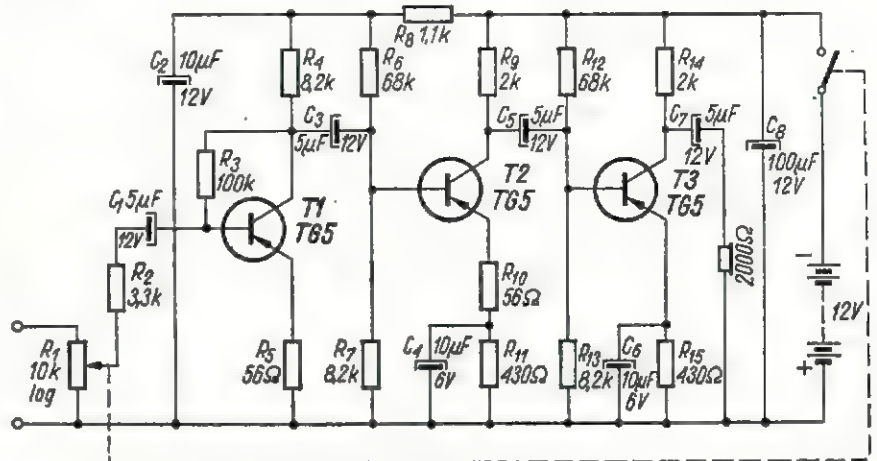 C2
10µF
12V
R8 1,1k
R4
8,2k
R6
68k
R9
2k
R12
68k
R14
2k
C3
5µF
12V
C5
5µF
12V
C7
5µF
12V
C8
100µF
12V
R3
100k
T1
TG5
T2
TG5
T3
TG5
C1 5µF
12V
R2
3,3k
2000Ω
−
12V
+
R1
10k
log
R5
56Ω
R7
8,2k
R10
56Ω
C4
10µF
6V
R11
430Ω
R13
8,2k
C6
10µF
6V
R15
430Ω